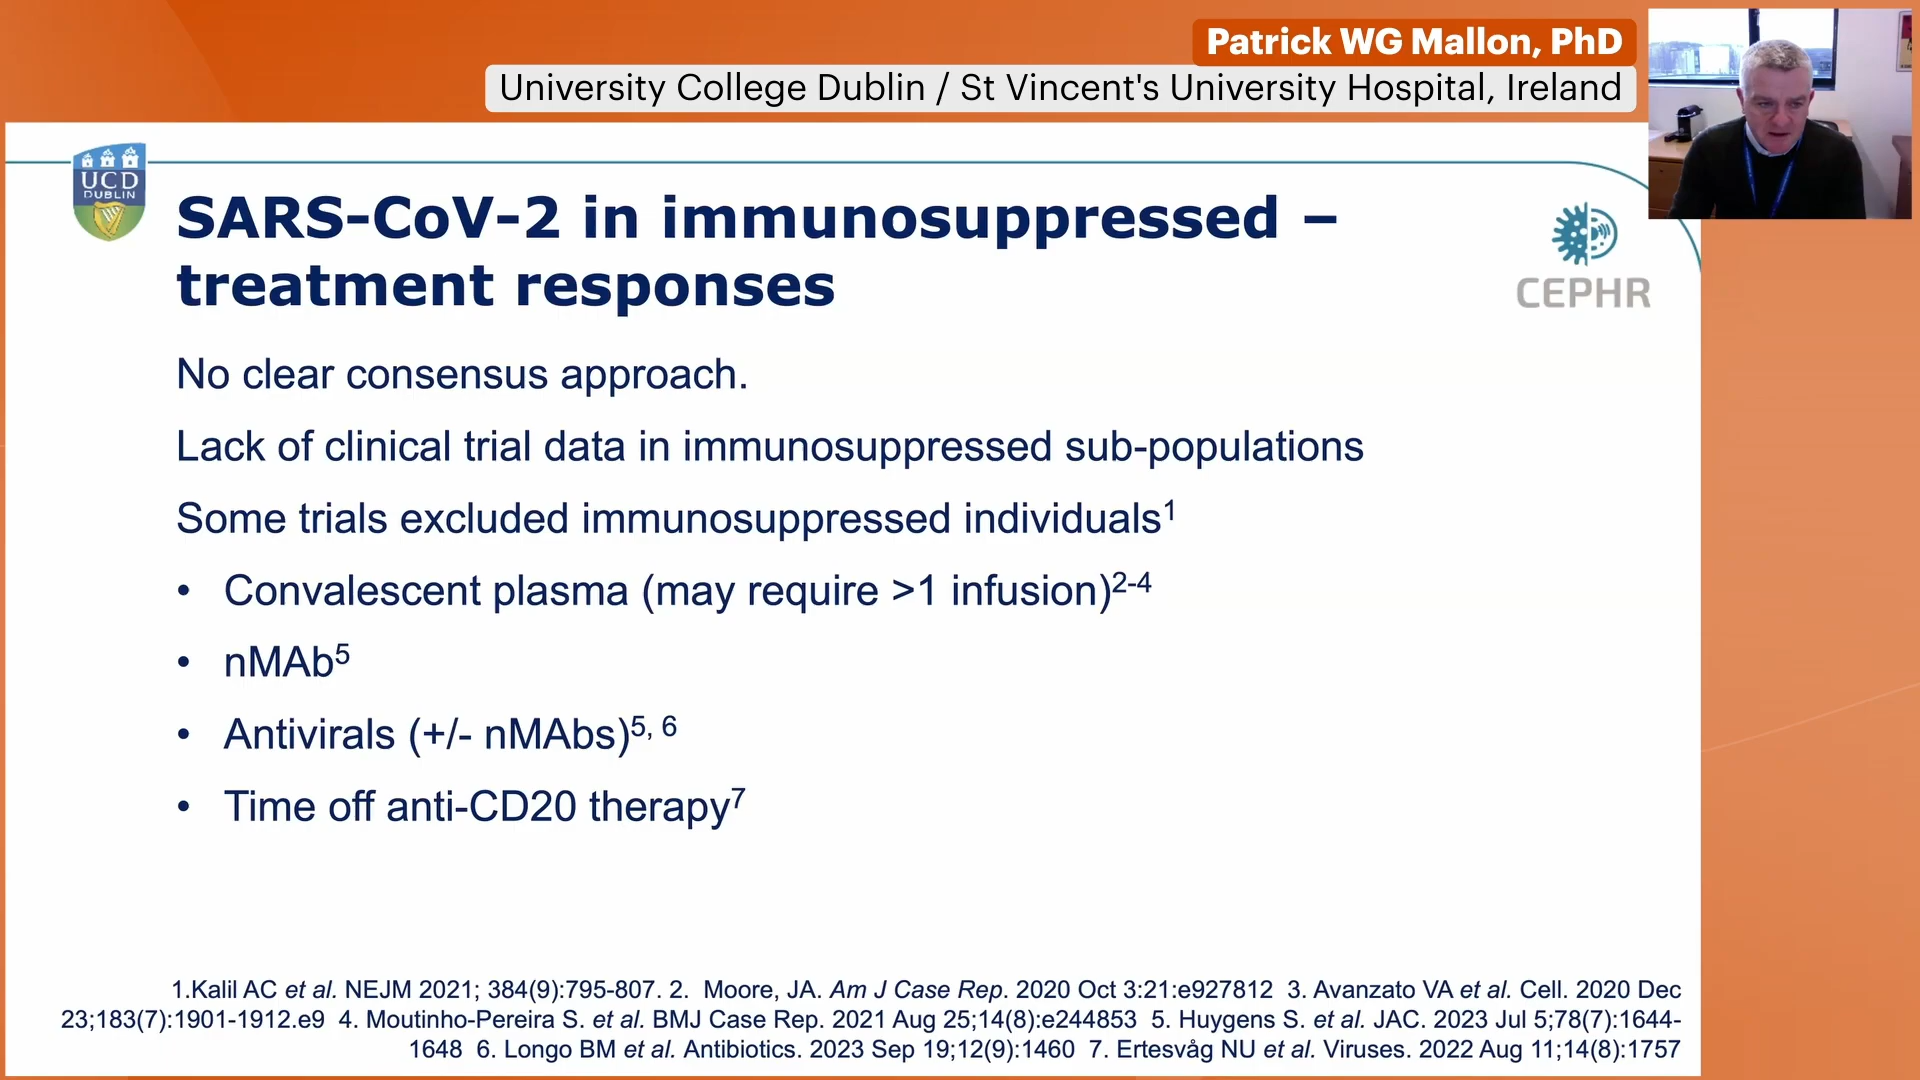 Patrick WG Mallon, PhD
University College Dublin / St Vincent's University Hospital, Ireland
UCD
DUBLIN
SARS-CoV-2 in immunosuppressed –
treatment responses
CEPHR
No clear consensus approach.
Lack of clinical trial data in immunosuppressed sub-populations
Some trials excluded immunosuppressed individuals¹
• Convalescent plasma (may require >1 infusion)²⁻⁴
• nMAb⁵
• Antivirals (+/- nMAbs)⁵, ⁶
• Time off anti-CD20 therapy⁷
1.Kalil AC et al. NEJM 2021; 384(9):795-807. 2. Moore, JA. Am J Case Rep. 2020 Oct 3:21:e927812 3. Avanzato VA et al. Cell. 2020 Dec
23;183(7):1901-1912.e9 4. Moutinho-Pereira S. et al. BMJ Case Rep. 2021 Aug 25;14(8):e244853 5. Huygens S. et al. JAC. 2023 Jul 5;78(7):1644-
1648 6. Longo BM et al. Antibiotics. 2023 Sep 19;12(9):1460 7. Ertesvåg NU et al. Viruses. 2022 Aug 11;14(8):1757